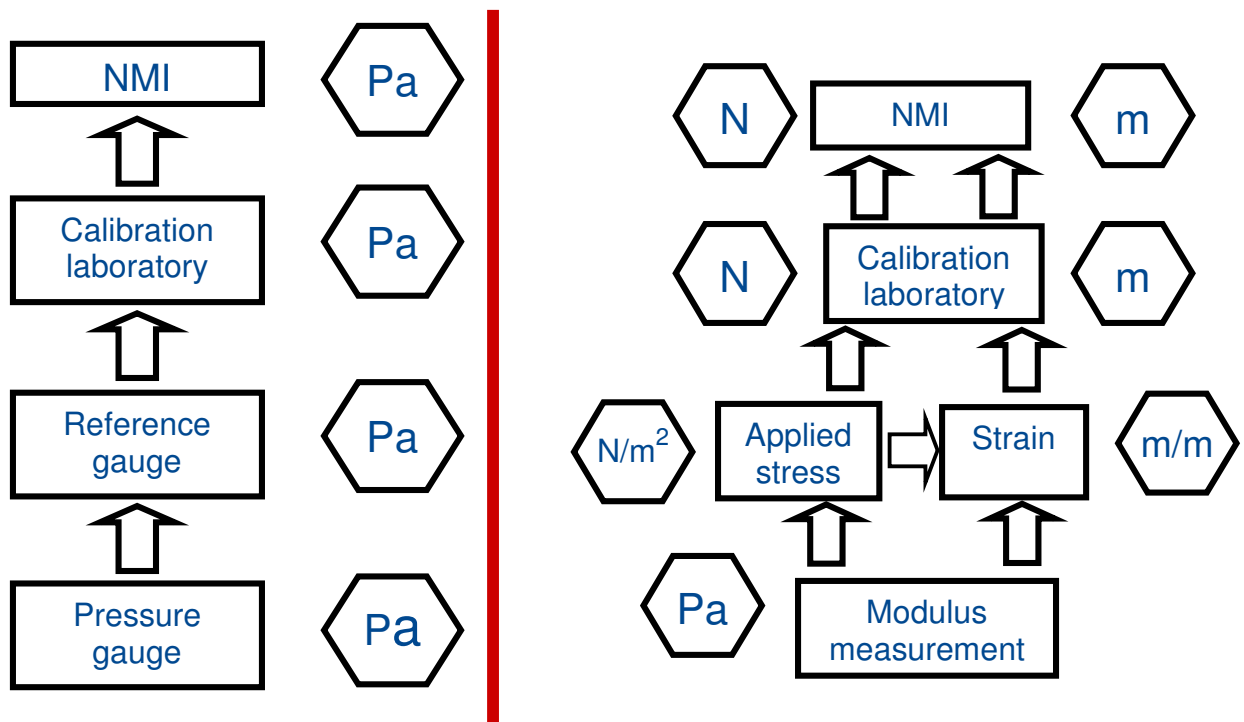 NMI
Pa
Calibration
laboratory
Pa
Reference
gauge
Pa
Pressure
gauge
Pa
N
NMI
m
N
Calibration
laboratory
m
N/m²
Applied
stress
Strain
m/m
Pa
Modulus
measurement